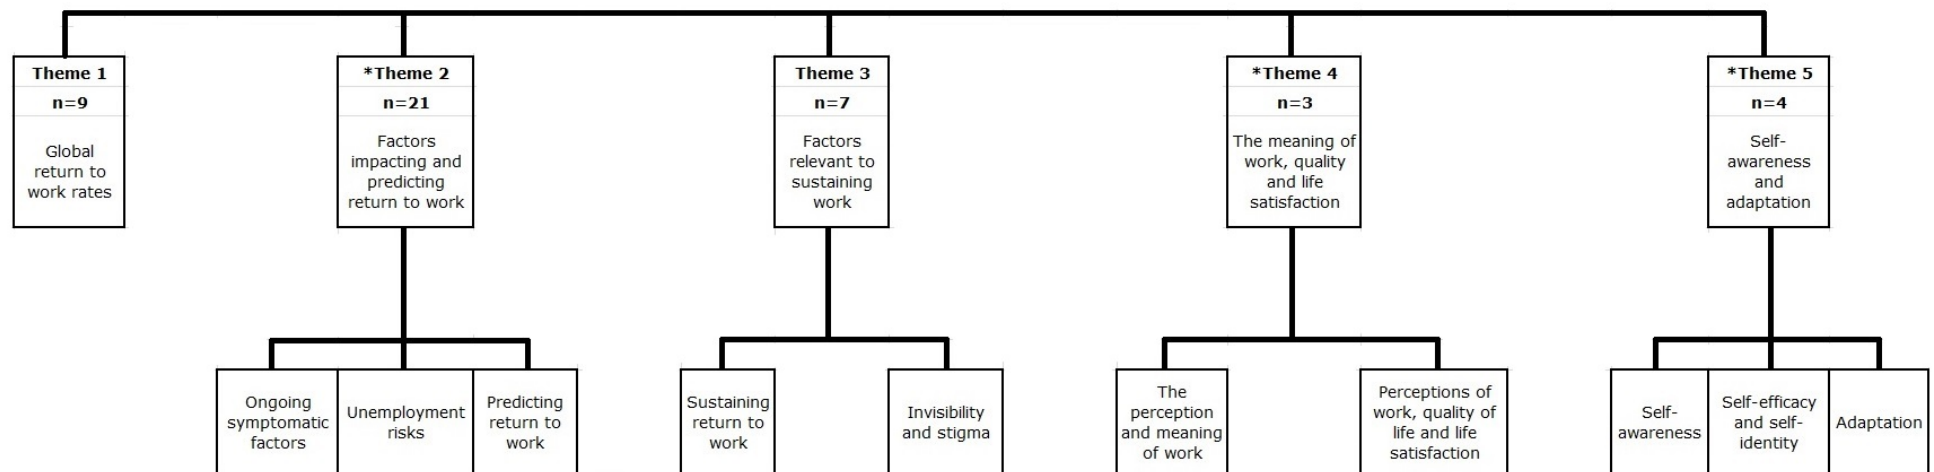 Theme 1
n=9
Global
return to
work rates
*Theme 2
n=21
Factors
impacting and
predicting
return to work
Theme 3
n=7
Factors
relevant to
sustaining
work
*Theme 4
n=3
The meaning of
work, quality
and life
satisfaction
*Theme 5
n=4
Self-
awareness
and
adaptation
Ongoing
symptomatic
factors
Unemployment
risks
Predicting
return to
work
Sustaining
return to
work
Invisibility
and stigma
The
perception
and meaning
of work
Perceptions of
work, quality of
life and life
satisfaction
Self-
awareness
Self-efficacy
and self-
identity
Adaptation